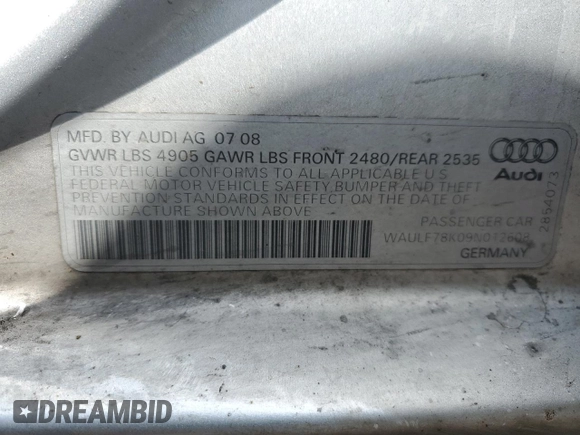 MFD. BY AUDI AG 07 08
GVWR LBS 4905 GAWR LBS FRONT 2480/REAR 2535
THIS VEHICLE CONFORMS TO ALL APPLICABLE U S
FEDERAL MOTOR VEHICLE SAFETY,BUMPER AND THEFT
PREVENTION STANDARDS IN EFFECT ON THE DATE OF
MANUFACTURE SHOWN ABOVE
Audi
PASSENGER CAR
GERMANY
2854073
DREAMBID